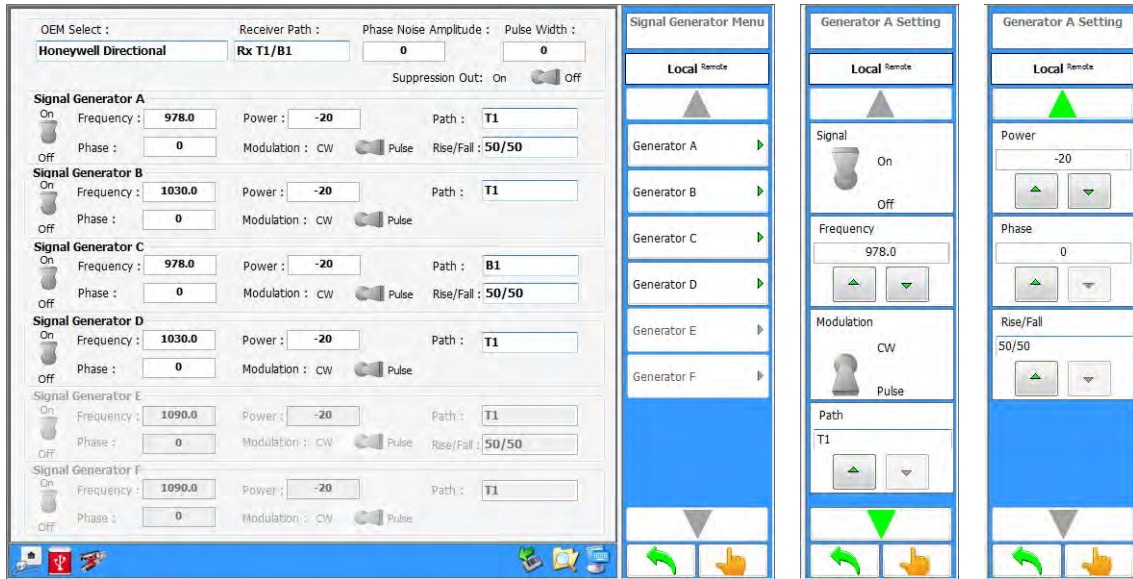 OEM Select : Receiver Path : Phase Noise Amplitude : Pulse Width :
Honeywell Directional Rx T1/B1 0 0
Suppression Out: On Off
Signal Generator A
On Frequency : 978.0 Power : -20 Path : T1
Off Phase : 0 Modulation : CW Pulse Rise/Fall : 50/50
Signal Generator B
On Frequency : 1030.0 Power : -20 Path : T1
Off Phase : 0 Modulation : CW Pulse
Signal Generator C
On Frequency : 978.0 Power : -20 Path : B1
Off Phase : 0 Modulation : CW Pulse Rise/Fall : 50/50
Signal Generator D
On Frequency : 1030.0 Power : -20 Path : T1
Off Phase : 0 Modulation : CW Pulse
Signal Generator E
On Frequency : 1090.0 Power : -20 Path : T1
Off Phase : 0 Modulation : CW Pulse Rise/Fall : 50/50
Signal Generator F
On Frequency : 1090.0 Power : -20 Path : T1
Off Phase : 0 Modulation : CW Pulse
Signal Generator Menu
Local Remote
Generator A
Generator B
Generator C
Generator D
Generator E
Generator F
Generator A Setting
Local Remote
Signal
On
Off
Frequency
978.0
Modulation
CW
Pulse
Path
T1
Generator A Setting
Local Remote
Power
-20
Phase
0
Rise/Fall
50/50